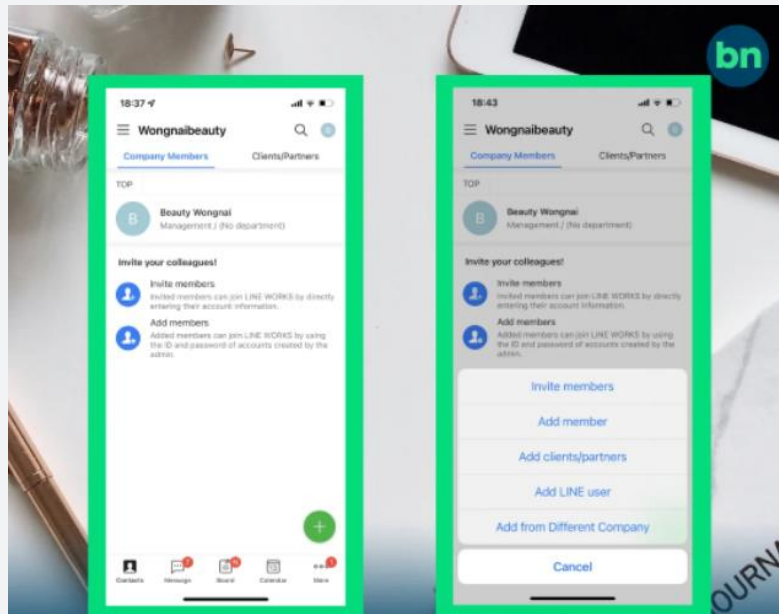 bn
18:37
Wongnaibeauty
Company Members Clients/Partners
TOP
B
Beauty Wongnai
Management / (No department)
Invite your colleagues!
Invite members
Invited members can join LINE WORKS by directly
entering their account information.
Add members
Added members can join LINE WORKS by using
the ID and password of accounts created by the
admin.
+
Contacts Message Board Calendar More
18:43
Wongnaibeauty
Company Members Clients/Partners
TOP
B
Beauty Wongnai
Management / (No department)
Invite your colleagues!
Invite members
Invited members can join LINE WORKS by directly
entering their account information.
Add members
Added members can join LINE WORKS by using
the ID and password of accounts created by the
admin.
Invite members
Add member
Add clients/partners
Add LINE user
Add from Different Company
Cancel
JOURNA